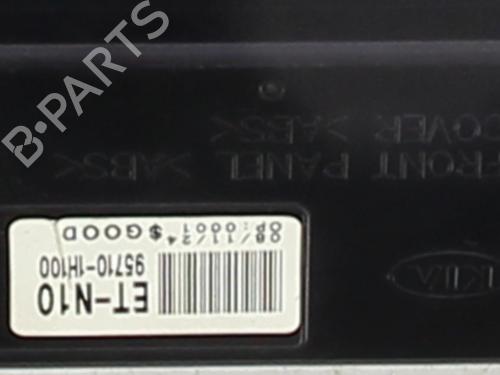 B-PARTS
KIA
FRONT PANEL >ABS<
COVER >ABS<
ET-N10
95710-1H100
08/11/24 $GOOD
OP:0001